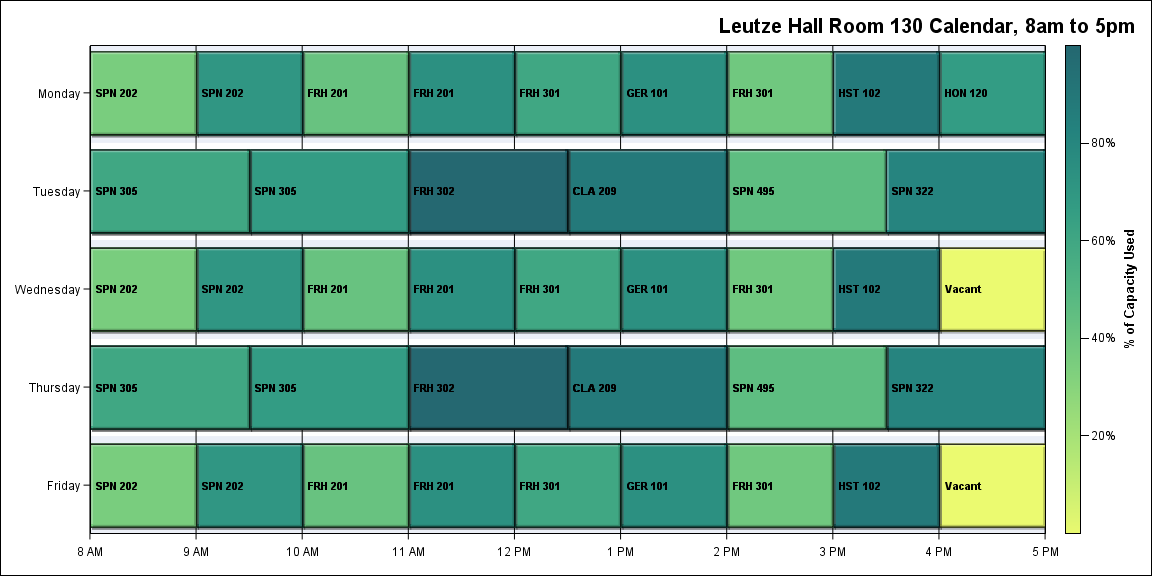 Leutze Hall Room 130 Calendar, 8am to 5pm
Monday
SPN 202
SPN 202
FRH 201
FRH 201
FRH 301
GER 101
FRH 301
HST 102
HON 120
Tuesday
SPN 305
SPN 305
FRH 302
CLA 209
SPN 495
SPN 322
Wednesday
SPN 202
SPN 202
FRH 201
FRH 201
FRH 301
GER 101
FRH 301
HST 102
Vacant
Thursday
SPN 305
SPN 305
FRH 302
CLA 209
SPN 495
SPN 322
Friday
SPN 202
SPN 202
FRH 201
FRH 201
FRH 301
GER 101
FRH 301
HST 102
Vacant
8 AM
9 AM
10 AM
11 AM
12 PM
1 PM
2 PM
3 PM
4 PM
5 PM
80%
60%
40%
20%
% of Capacity Used